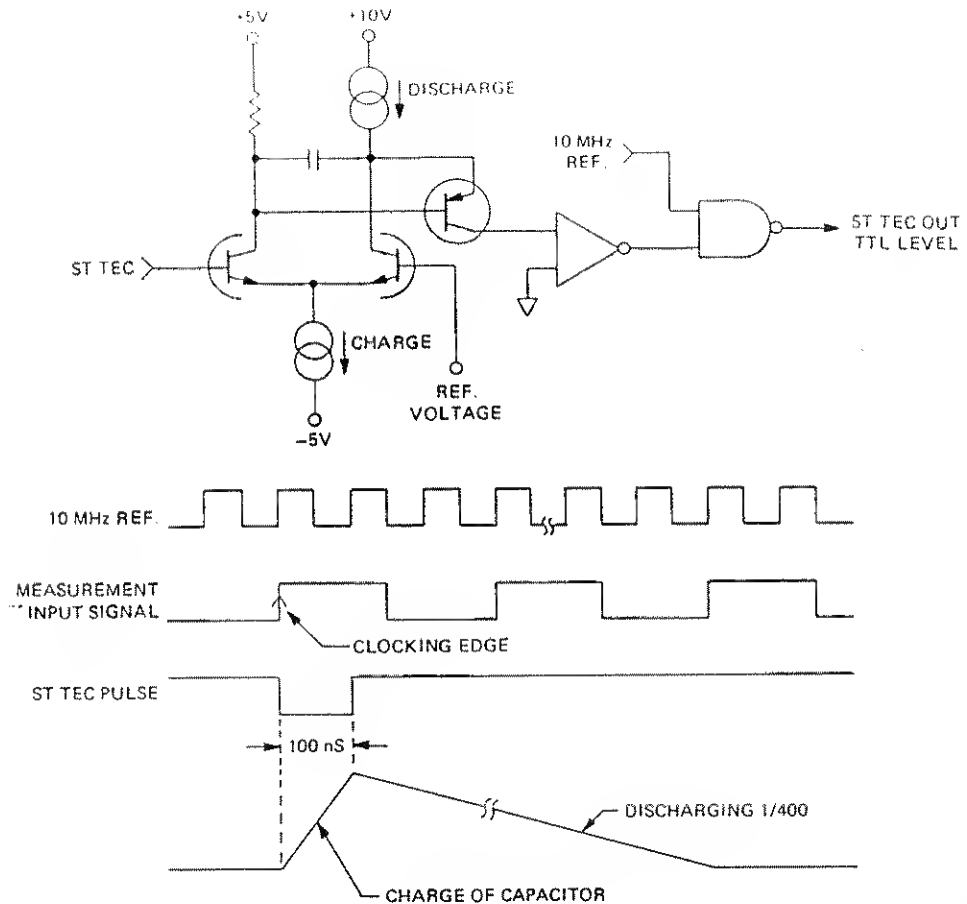 +5V
+10V
DISCHARGE
10 MHz
REF.
ST TEC
ST TEC OUT
TTL LEVEL
CHARGE
REF.
VOLTAGE
-5V
10 MHz REF.
MEASUREMENT
INPUT SIGNAL
CLOCKING EDGE
ST TEC PULSE
100 nS
DISCHARGING 1/400
CHARGE OF CAPACITOR